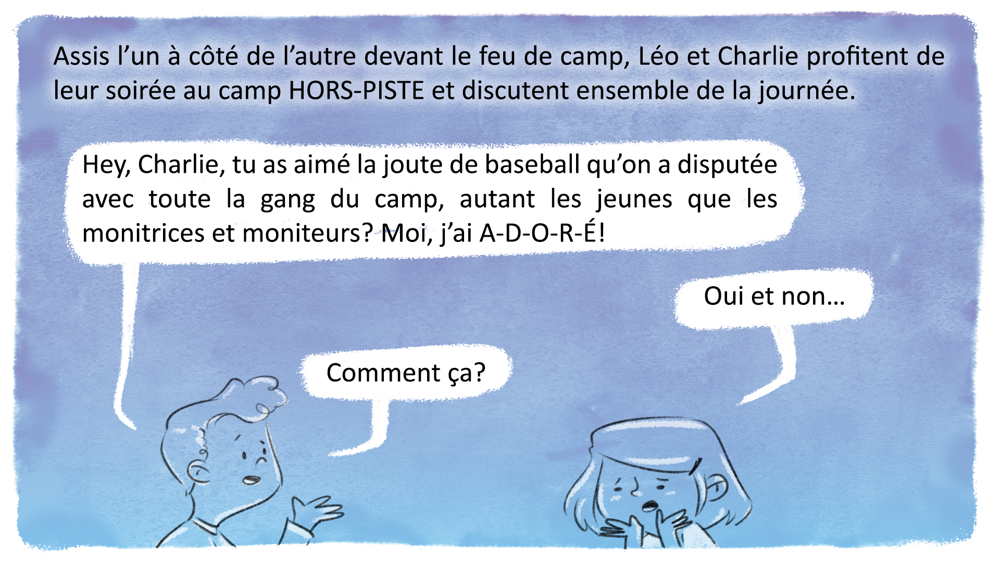 Assis l’un à côté de l’autre devant le feu de camp, Léo et Charlie profitent de
leur soirée au camp HORS-PISTE et discutent ensemble de la journée.
Hey, Charlie, tu as aimé la joute de baseball qu’on a disputée
avec toute la gang du camp, autant les jeunes que les
monitrices et moniteurs? Moi, j’ai A-D-O-R-É!
Oui et non…
Comment ça?